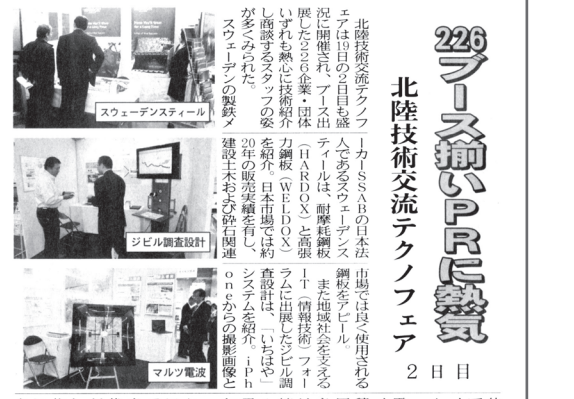 226ブース揃いPRに熱気
北陸技術交流テクノフェア
2日目
北陸技術交流テクノフ
ェアは19日の2日目も盛
況に開催され、ブース出
展した226企業・団体
いずれも熱心に技術紹介
し商談するスタッフの姿
が多くみられた。
スウェーデンの製鉄メ
ーカーSSABの日本法
人であるスウェーデンス
ティールは、耐摩耗鋼板
(HARDOX)と高張
力鋼板(WELDOX)
を紹介。日本市場では約
20年の販売実績を有し、
建設土木および砕石関連
市場では良く使用される
鋼板をアピール。
また地域社会を支える
IT(情報技術)フォー
ラムに出展したジビル調
査設計は、「いちはや」
システムを紹介。iPh
oneからの撮影画像と
スウェーデンスティール
ジビル調査設計
マルツ電波